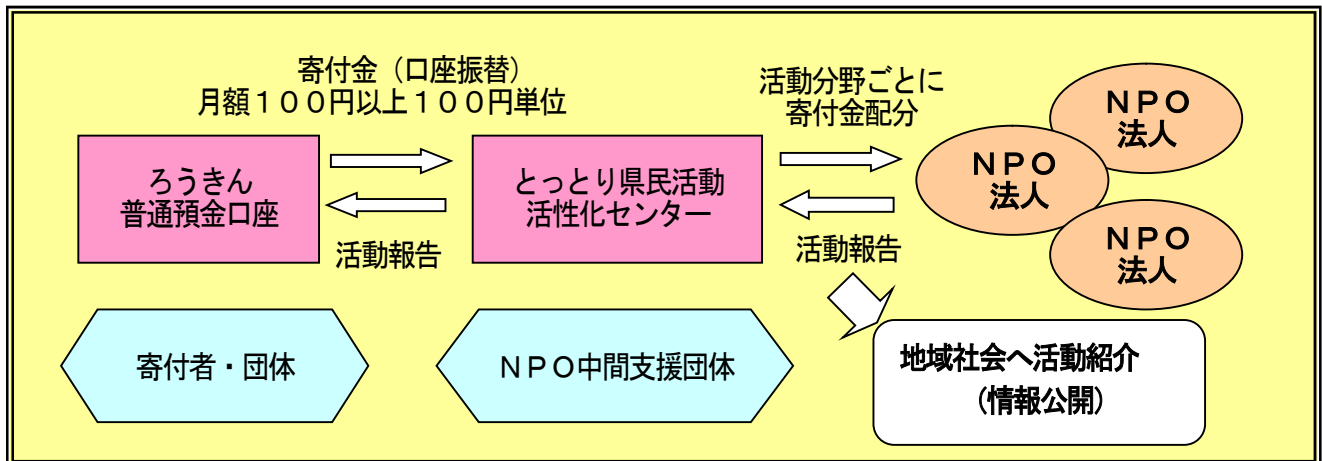 寄付金（口座振替）
月額１００円以上１００円単位
活動分野ごとに
寄付金配分
ＮＰＯ
法人
ＮＰＯ
法人
ＮＰＯ
法人
ろうきん
普通預金口座
とっとり県民活動
活性化センター
活動報告
活動報告
寄付者・団体
ＮＰＯ中間支援団体
地域社会へ活動紹介
（情報公開）